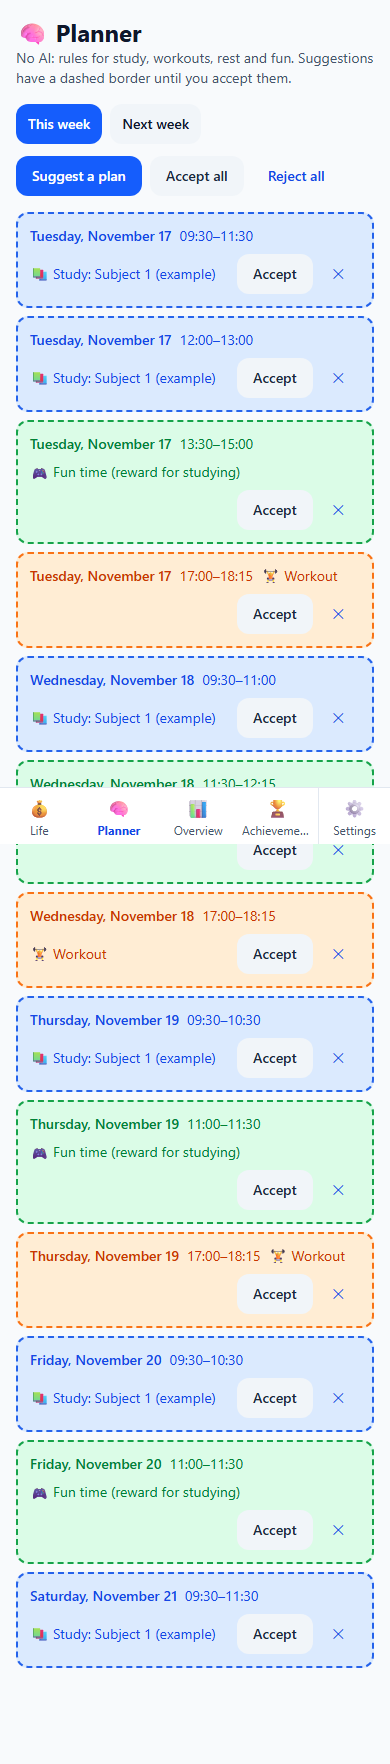 Planner
No AI: rules for study, workouts, rest and fun. Suggestions
have a dashed border until you accept them.
This week Next week
Suggest a plan Accept all Reject all
Tuesday, November 17 09:30–11:30
Study: Subject 1 (example) Accept
Tuesday, November 17 12:00–13:00
Study: Subject 1 (example) Accept
Tuesday, November 17 13:30–15:00
Fun time (reward for studying)
Accept
Tuesday, November 17 17:00–18:15 Workout
Accept
Wednesday, November 18 09:30–11:00
Study: Subject 1 (example) Accept
Wednesday, November 18 11:30–12:15
Life Planner Overview Achieveme... Settings
Accept
Wednesday, November 18 17:00–18:15
Workout Accept
Thursday, November 19 09:30–10:30
Study: Subject 1 (example) Accept
Thursday, November 19 11:00–11:30
Fun time (reward for studying)
Accept
Thursday, November 19 17:00–18:15 Workout
Accept
Friday, November 20 09:30–10:30
Study: Subject 1 (example) Accept
Friday, November 20 11:00–11:30
Fun time (reward for studying)
Accept
Saturday, November 21 09:30–11:30
Study: Subject 1 (example) Accept